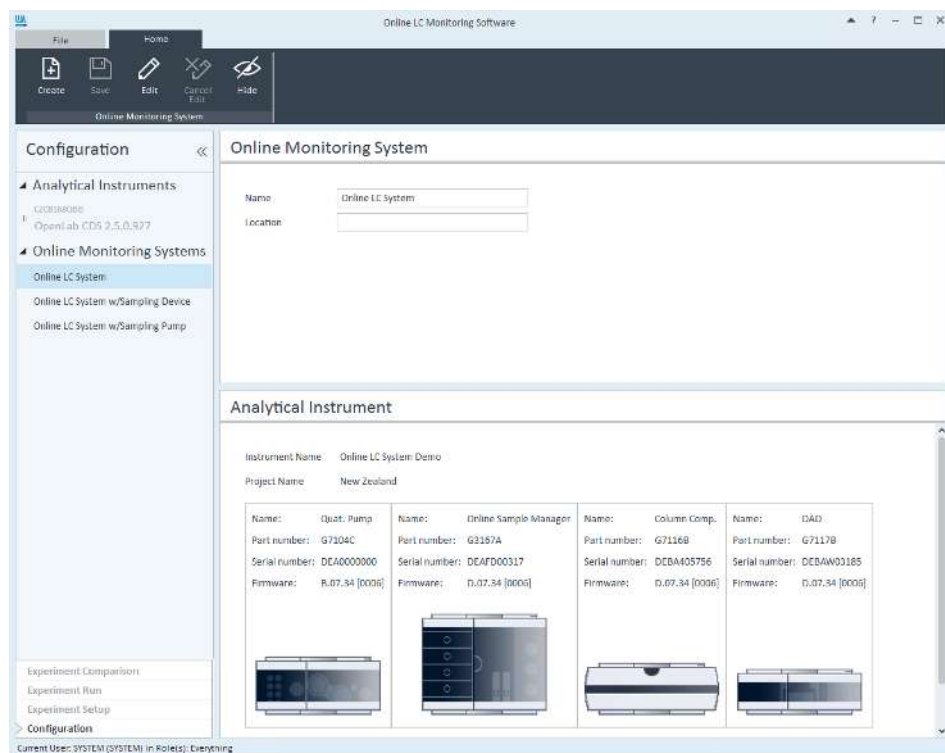 Online LC Monitoring Software
?
File
Home
Create
Save
Edit
Cancel
Edit
Hide
Online Monitoring System
Configuration
Analytical Instruments
OpenLab CDS 2.5.0.927
Online Monitoring Systems
Online LC System
Online LC System w/Sampling Device
Online LC System w/Sampling Pump
Experiment Comparison
Experiment Run
Experiment Setup
Configuration
Online Monitoring System
Name Online LC System
Location
Analytical Instrument
Instrument Name Online LC System Demo
Project Name New Zealand
Name: Quat. Pump Name: Online Sample Manager Name: Column Comp. Name: DAD
Part number: G7104C Part number: G3167A Part number: G7116B Part number: G7117B
Serial number: DEA0000000 Serial number: DEAFD00317 Serial number: DEBA405756 Serial number: DEBAW03185
Firmware: B.07.34 [0006] Firmware: D.07.34 [0006] Firmware: D.07.34 [0006] Firmware: D.07.34 [0006]
Current User: SYSTEM (SYSTEM) in Role(s): Everything